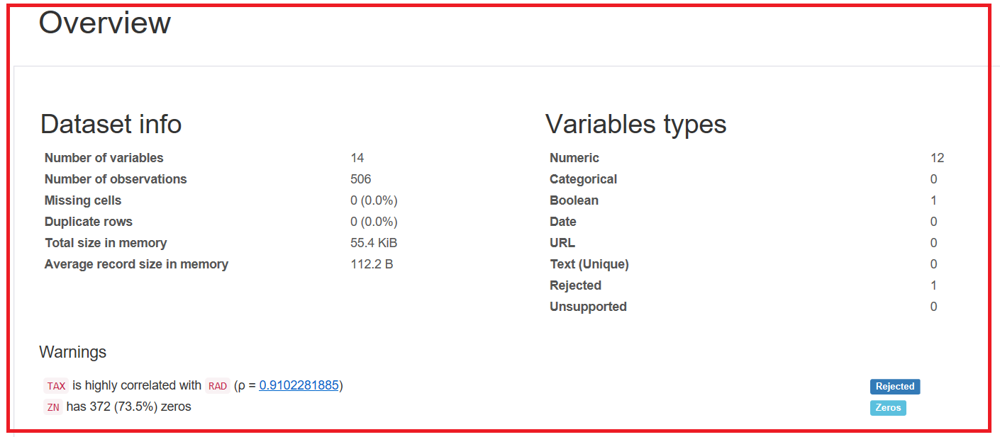 Overview
Dataset info
Number of variables 14
Number of observations 506
Missing cells 0 (0.0%)
Duplicate rows 0 (0.0%)
Total size in memory 55.4 KiB
Average record size in memory 112.2 B
Variables types
Numeric 12
Categorical 0
Boolean 1
Date 0
URL 0
Text (Unique) 0
Rejected 1
Unsupported 0
Warnings
TAX is highly correlated with RAD (ρ = 0.9102281885) Rejected
ZN has 372 (73.5%) zeros Zeros